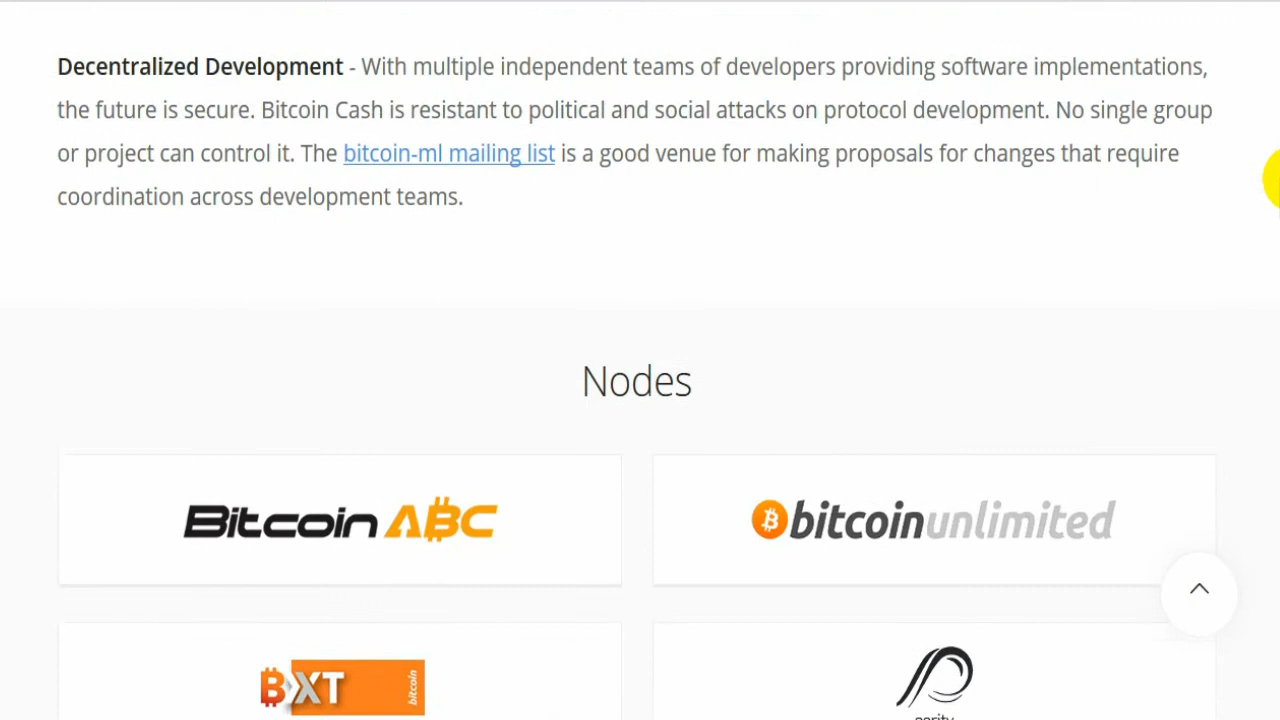 Decentralized Development - With multiple independent teams of developers providing software implementations,
the future is secure. Bitcoin Cash is resistant to political and social attacks on protocol development. No single group
or project can control it. The bitcoin-ml mailing list is a good venue for making proposals for changes that require
coordination across development teams.
Nodes
Bitcoin ABC
bitcoinunlimited
XT bitcoin
parity